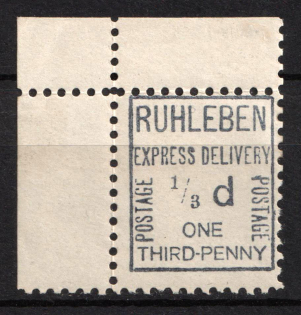 RUHLEBEN
EXPRESS DELIVERY
POSTAGE
1/3 d
POSTAGE
ONE
THIRD-PENNY